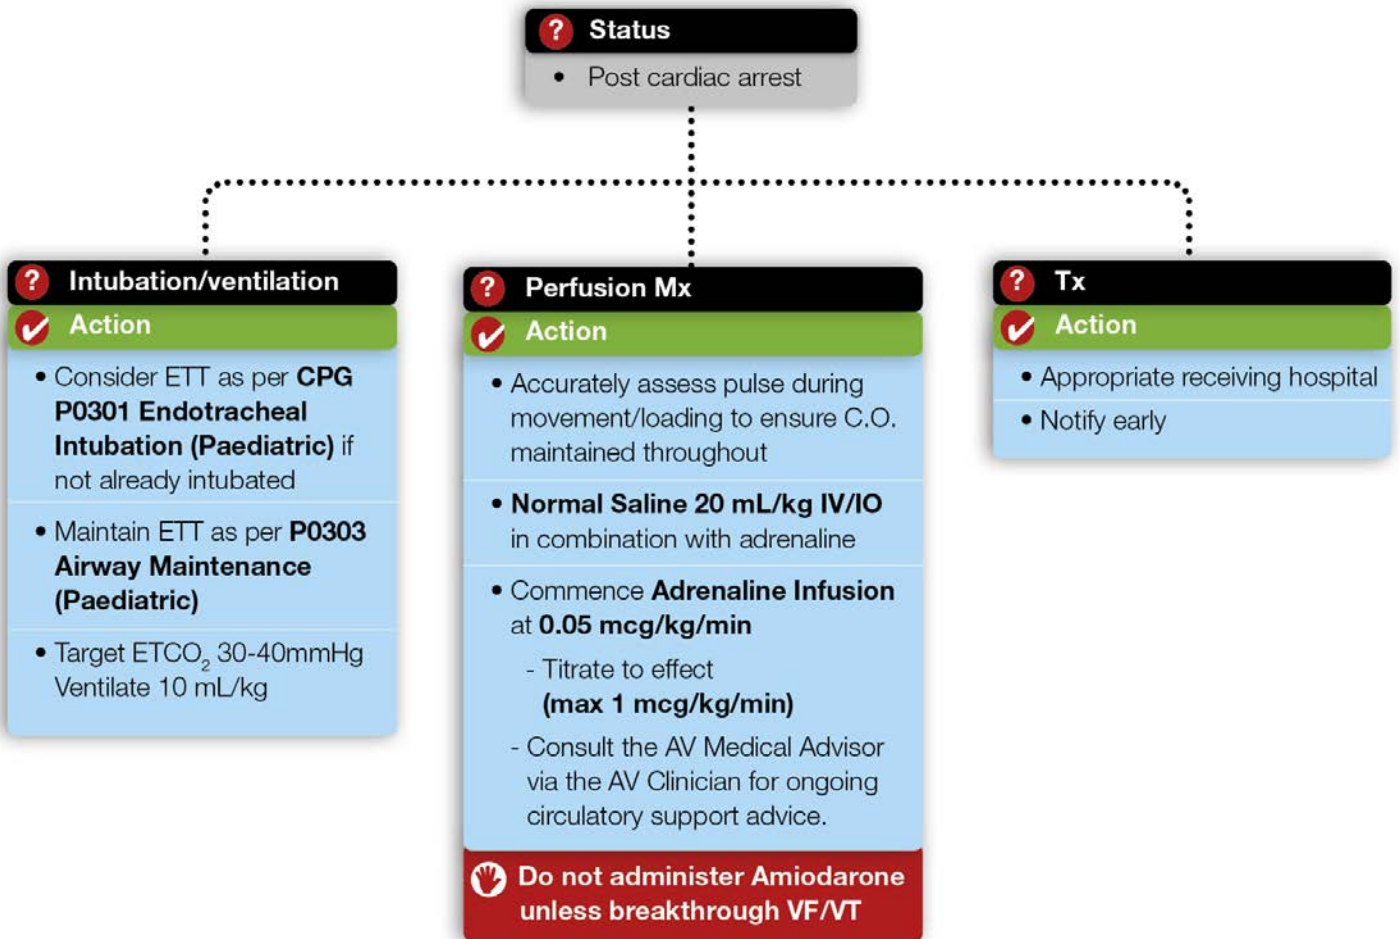 ? Status
• Post cardiac arrest
? Intubation/ventilation
Action
• Consider ETT as per CPG
P0301 Endotracheal
Intubation (Paediatric) if
not already intubated
• Maintain ETT as per P0303
Airway Maintenance
(Paediatric)
• Target ETCO₂ 30-40mmHg
Ventilate 10 mL/kg
? Perfusion Mx
Action
• Accurately assess pulse during
movement/loading to ensure C.O.
maintained throughout
• Normal Saline 20 mL/kg IV/IO
in combination with adrenaline
• Commence Adrenaline Infusion
at 0.05 mcg/kg/min
- Titrate to effect
(max 1 mcg/kg/min)
- Consult the AV Medical Advisor
via the AV Clinician for ongoing
circulatory support advice.
Do not administer Amiodarone
unless breakthrough VF/VT
? Tx
Action
• Appropriate receiving hospital
• Notify early